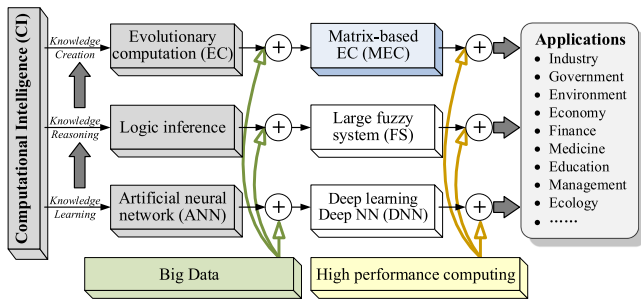 Computational Intelligence (CI)
Knowledge
Creation
Evolutionary
computation (EC)
+
Matrix-based
EC (MEC)
+
Knowledge
Reasoning
Logic inference
+
Large fuzzy
system (FS)
+
Knowledge
Learning
Artificial neural
network (ANN)
+
Deep learning
Deep NN (DNN)
+
Big Data
High performance computing
Applications
• Industry
• Government
• Environment
• Economy
• Finance
• Medicine
• Education
• Management
• Ecology
• ……